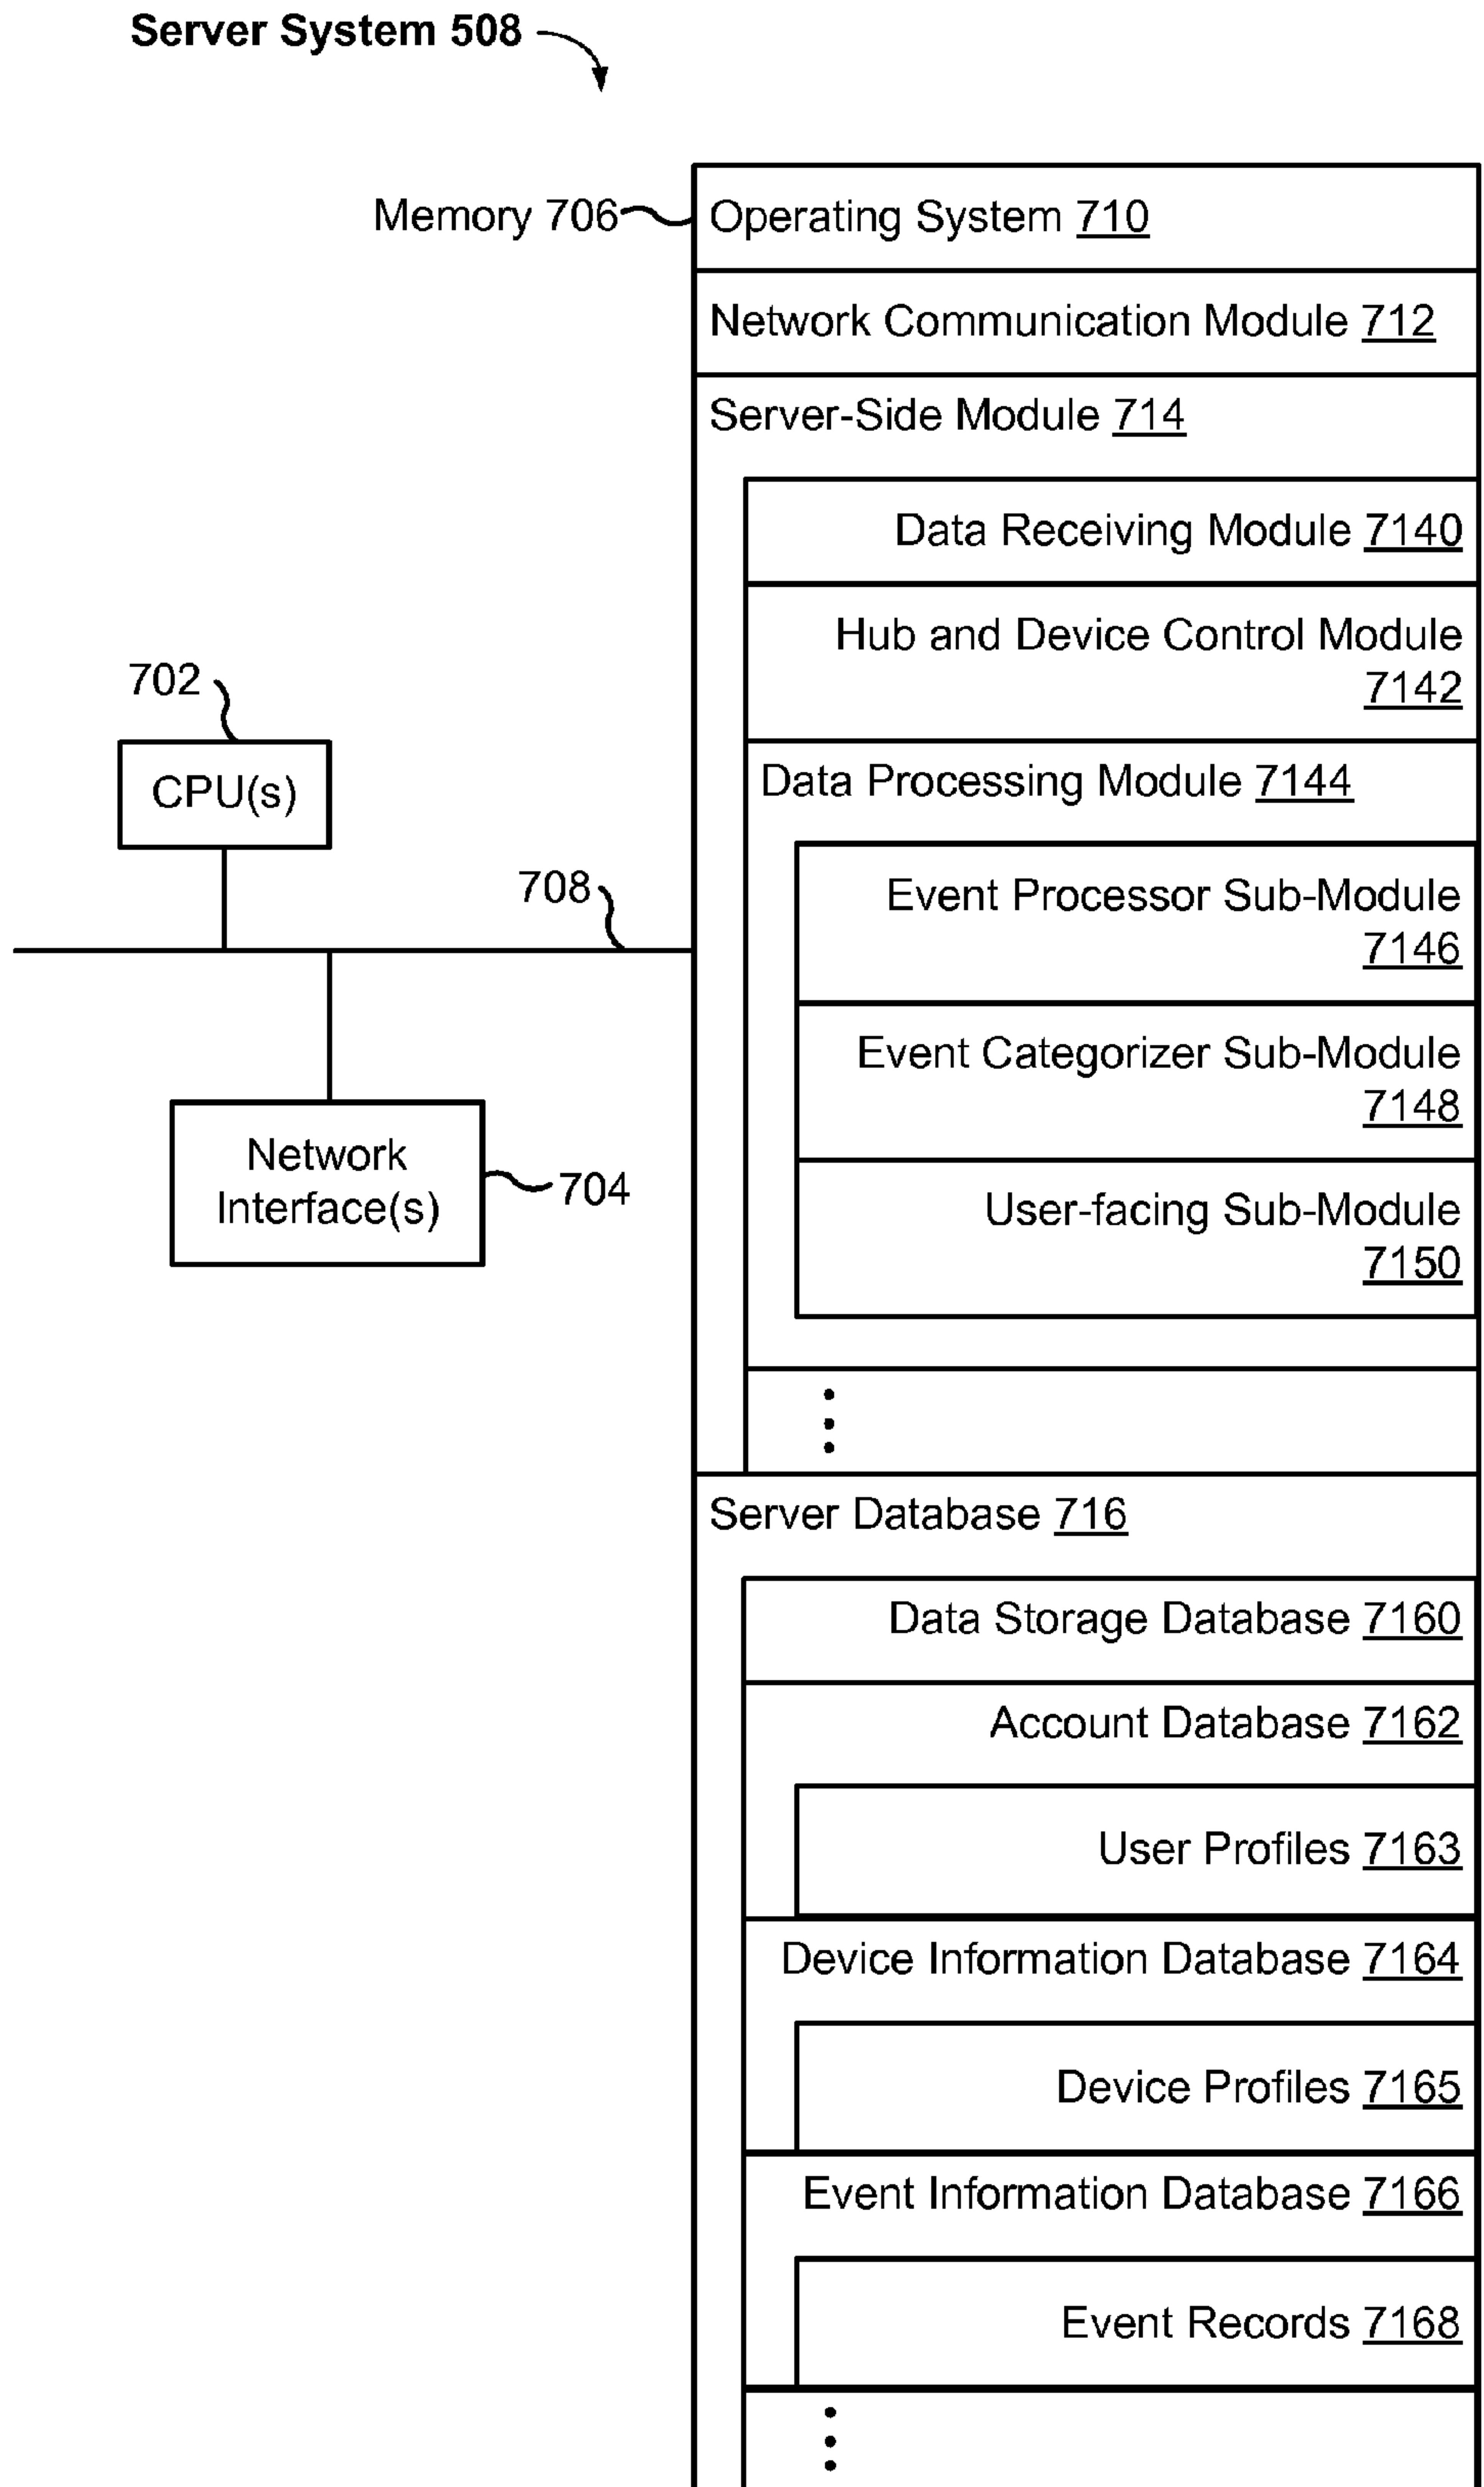 Server System 508
Memory 706
Operating System 710
Network Communication Module 712
Server-Side Module 714
Data Receiving Module 7140
Hub and Device Control Module
7142
702
CPU(s)
Data Processing Module 7144
708
Event Processor Sub-Module
7146
Event Categorizer Sub-Module
7148
Network
Interface(s)
704
User-facing Sub-Module
7150
Server Database 716
Data Storage Database 7160
Account Database 7162
User Profiles 7163
Device Information Database 7164
Device Profiles 7165
Event Information Database 7166
Event Records 7168